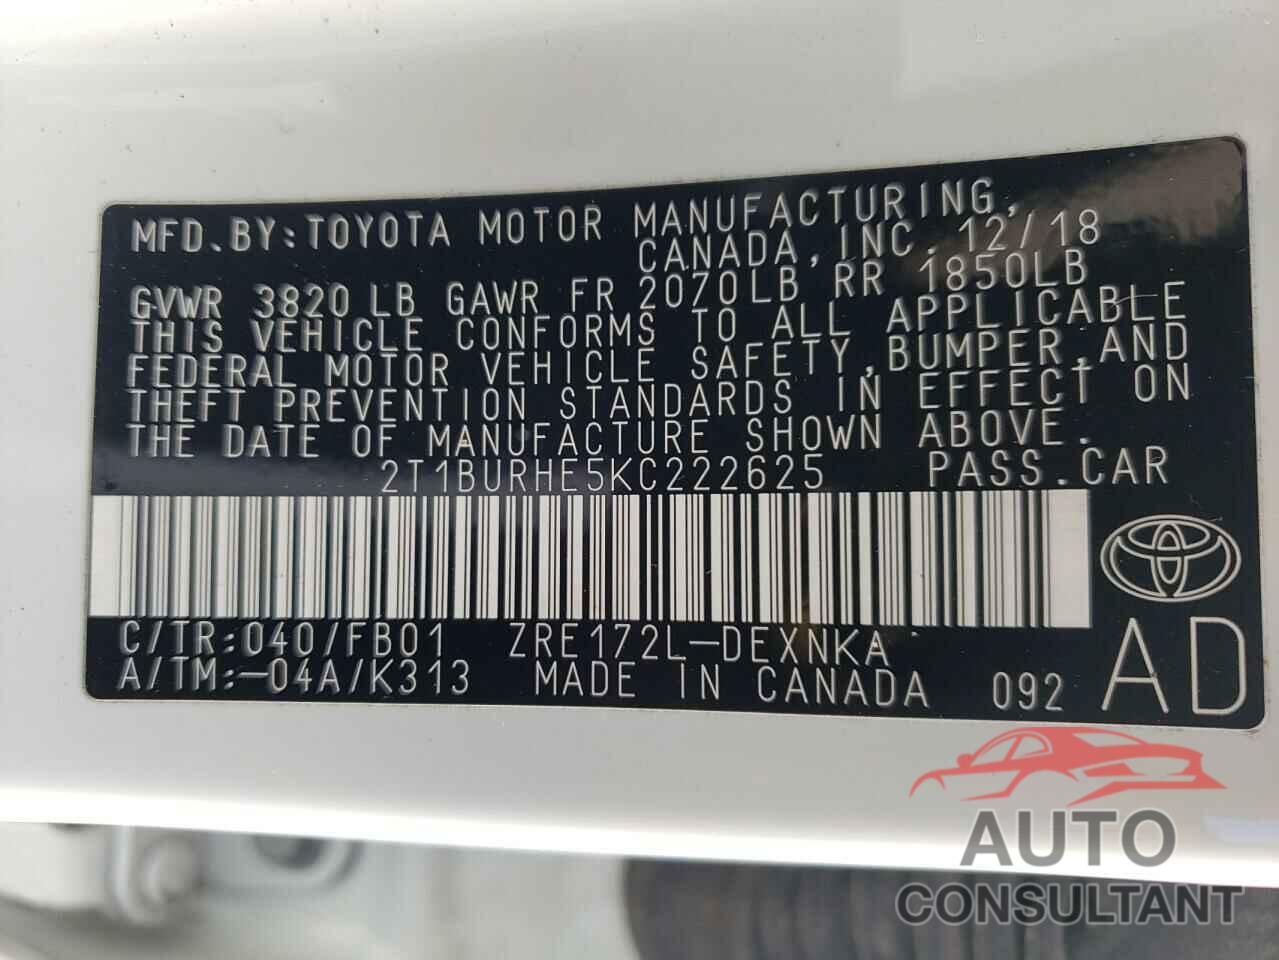 MFD.BY:TOYOTA MOTOR MANUFACTURING,
CANADA, INC. 12/18
GVWR 3820 LB GAWR FR 2070LB RR 1850LB
THIS VEHICLE CONFORMS TO ALL APPLICABLE
FEDERAL MOTOR VEHICLE SAFETY,BUMPER,AND
THEFT PREVENTION STANDARDS IN EFFECT ON
THE DATE OF MANUFACTURE SHOWN ABOVE.
2T1BURHE5KC222625 PASS.CAR
C/TR:040/FB01 ZRE172L-DEXNKA
A/TM:-04A/K313 MADE IN CANADA 092 AD
AUTO
CONSULTANT